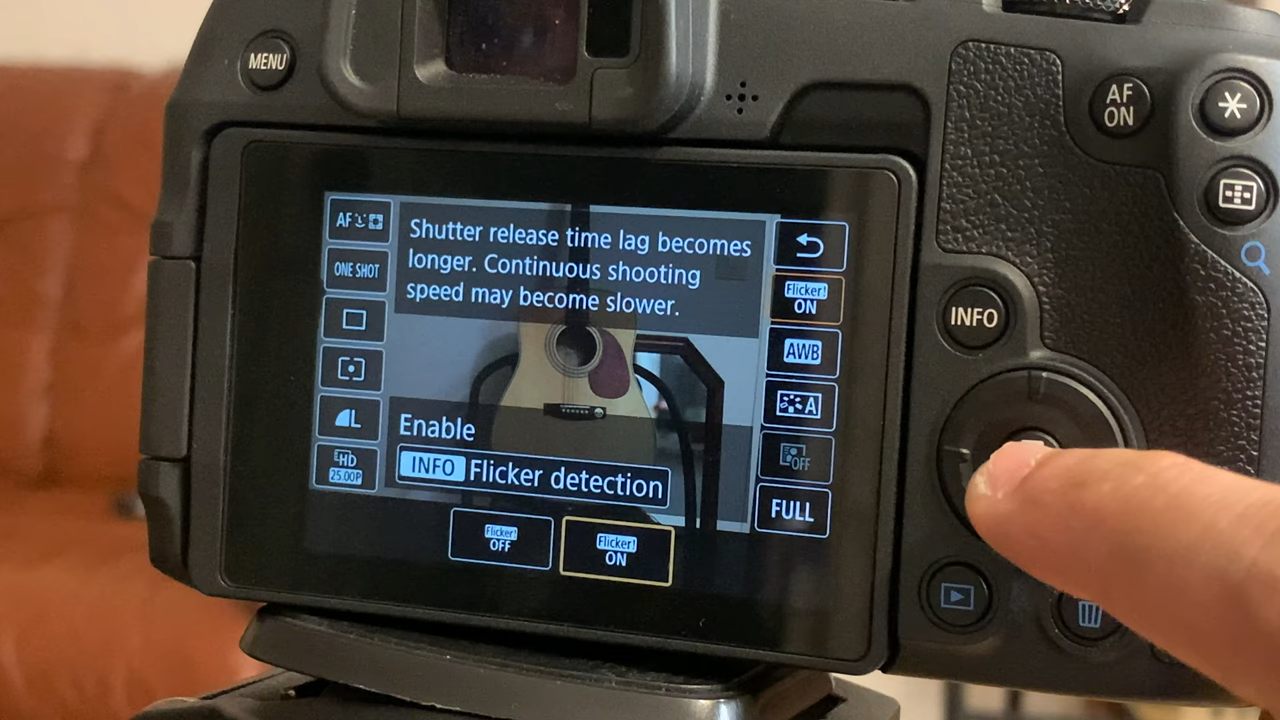 MENU
AF
ON
INFO
AF
ONE SHOT
L
HD
25.00P
Shutter release time lag becomes
longer. Continuous shooting
speed may become slower.
Enable
INFO Flicker detection
Flicker!
OFF
Flicker!
ON
Flicker!
ON
AWB
A
OFF
FULL